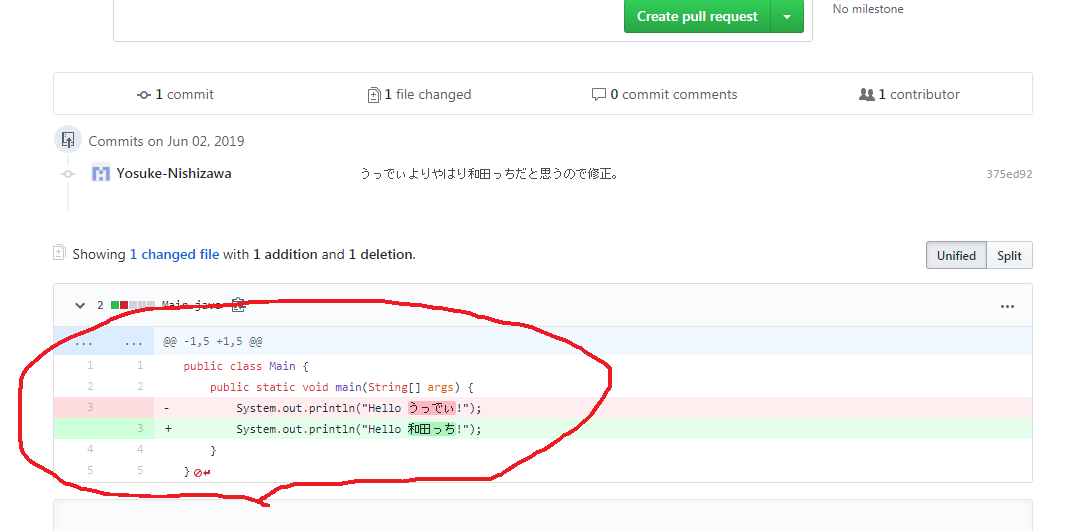 Create pull request
No milestone
1 commit
1 file changed
0 commit comments
1 contributor
Commits on Jun 02, 2019
Yosuke-Nishizawa うっでぃよりやはり和田っちだと思うので修正。 375ed92
Showing 1 changed file with 1 addition and 1 deletion.
Unified Split
2 Main.java
... ... @@ -1,5 +1,5 @@
1 1 public class Main {
2 2 public static void main(String[] args) {
3 - System.out.println("Hello うっでぃ!");
3 + System.out.println("Hello 和田っち!");
4 4 }
5 5 }